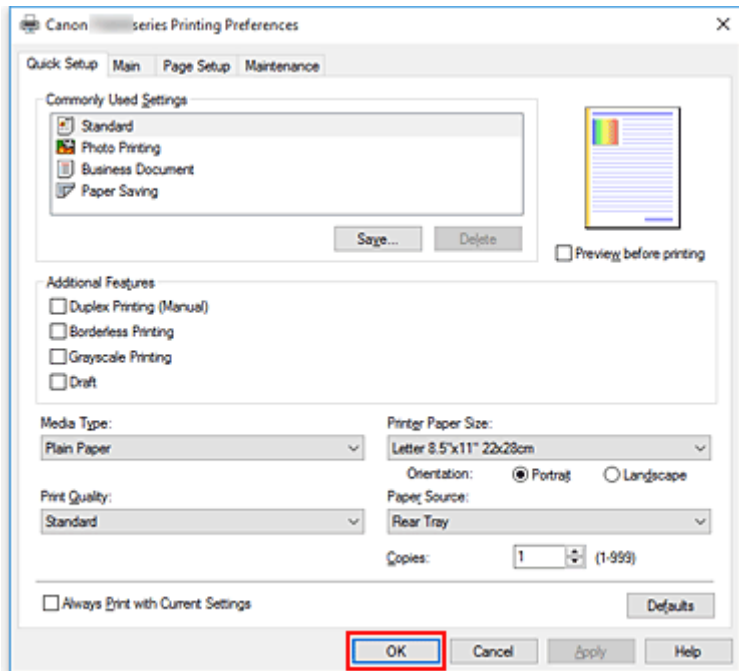 Canon series Printing Preferences
Quick Setup Main Page Setup Maintenance
Commonly Used Settings
Standard
Photo Printing
Business Document
Paper Saving
Save... Delete
Preview before printing
Additional Features
Duplex Printing (Manual)
Borderless Printing
Grayscale Printing
Draft
Media Type: Printer Paper Size:
Plain Paper Letter 8.5"x11" 22x28cm
Orientation: Portrait Landscape
Print Quality: Paper Source:
Standard Rear Tray
Copies: 1 (1-999)
Always Print with Current Settings Defaults
OK Cancel Apply Help